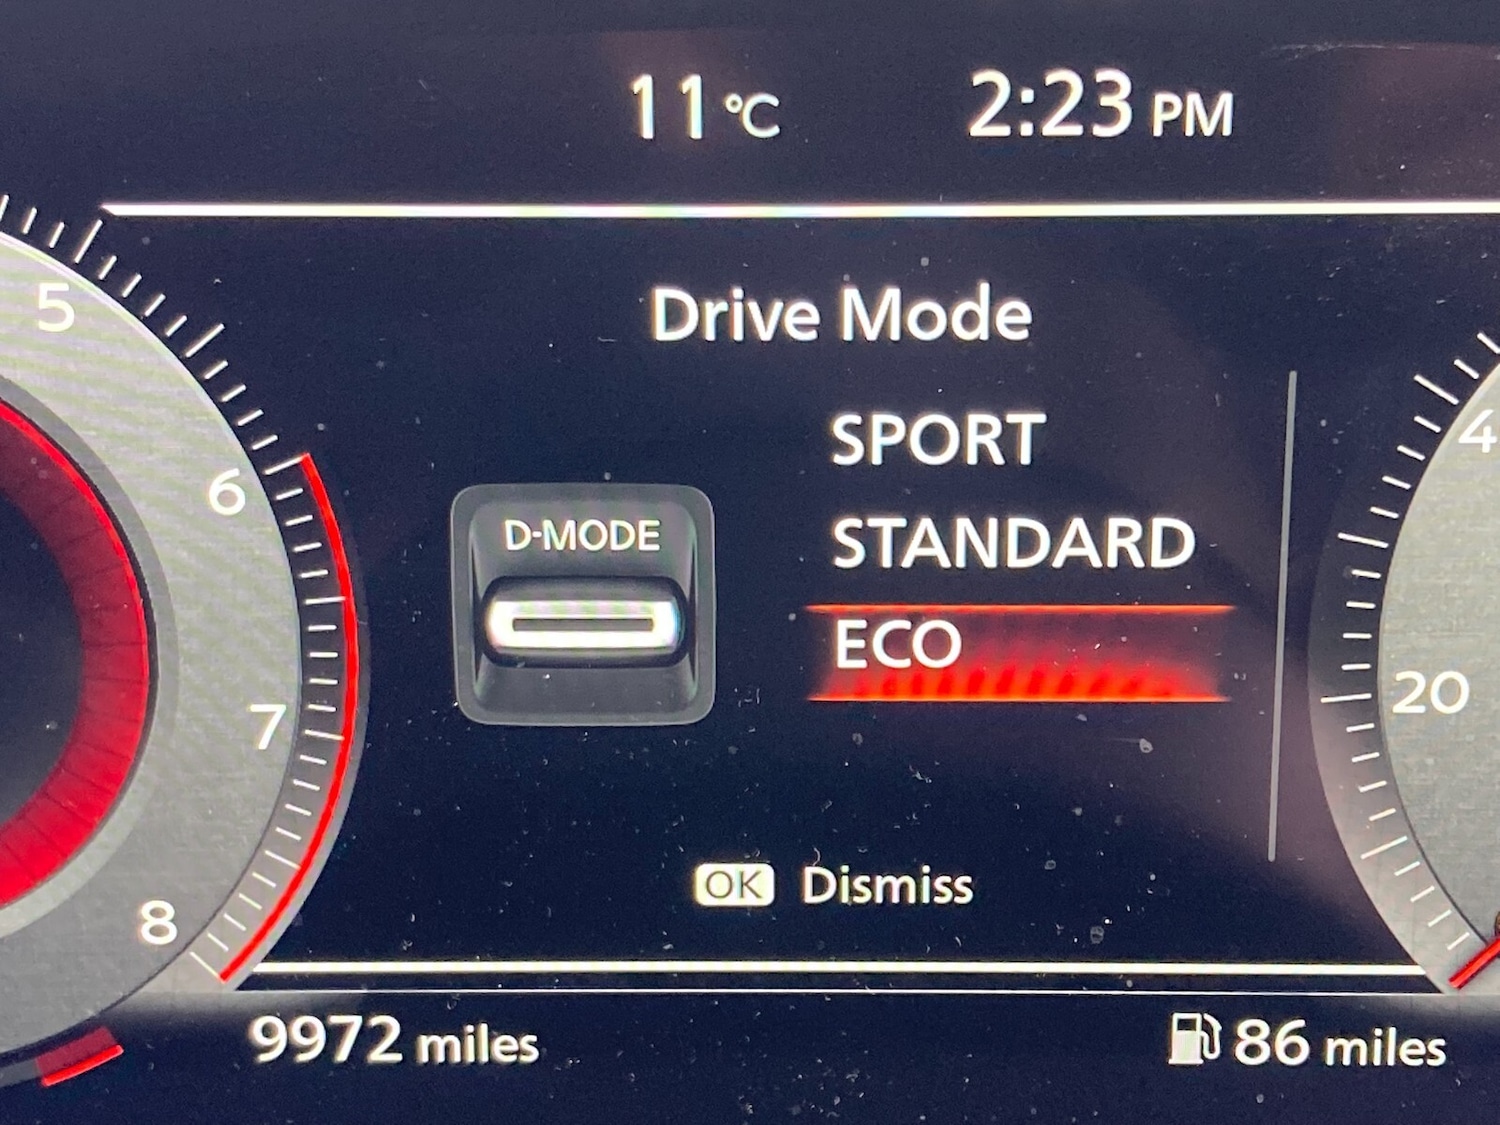 11 °C
2:23 PM
Drive Mode
SPORT
STANDARD
ECO
D-MODE
OK Dismiss
5
6
7
8
4
20
9972 miles
86 miles